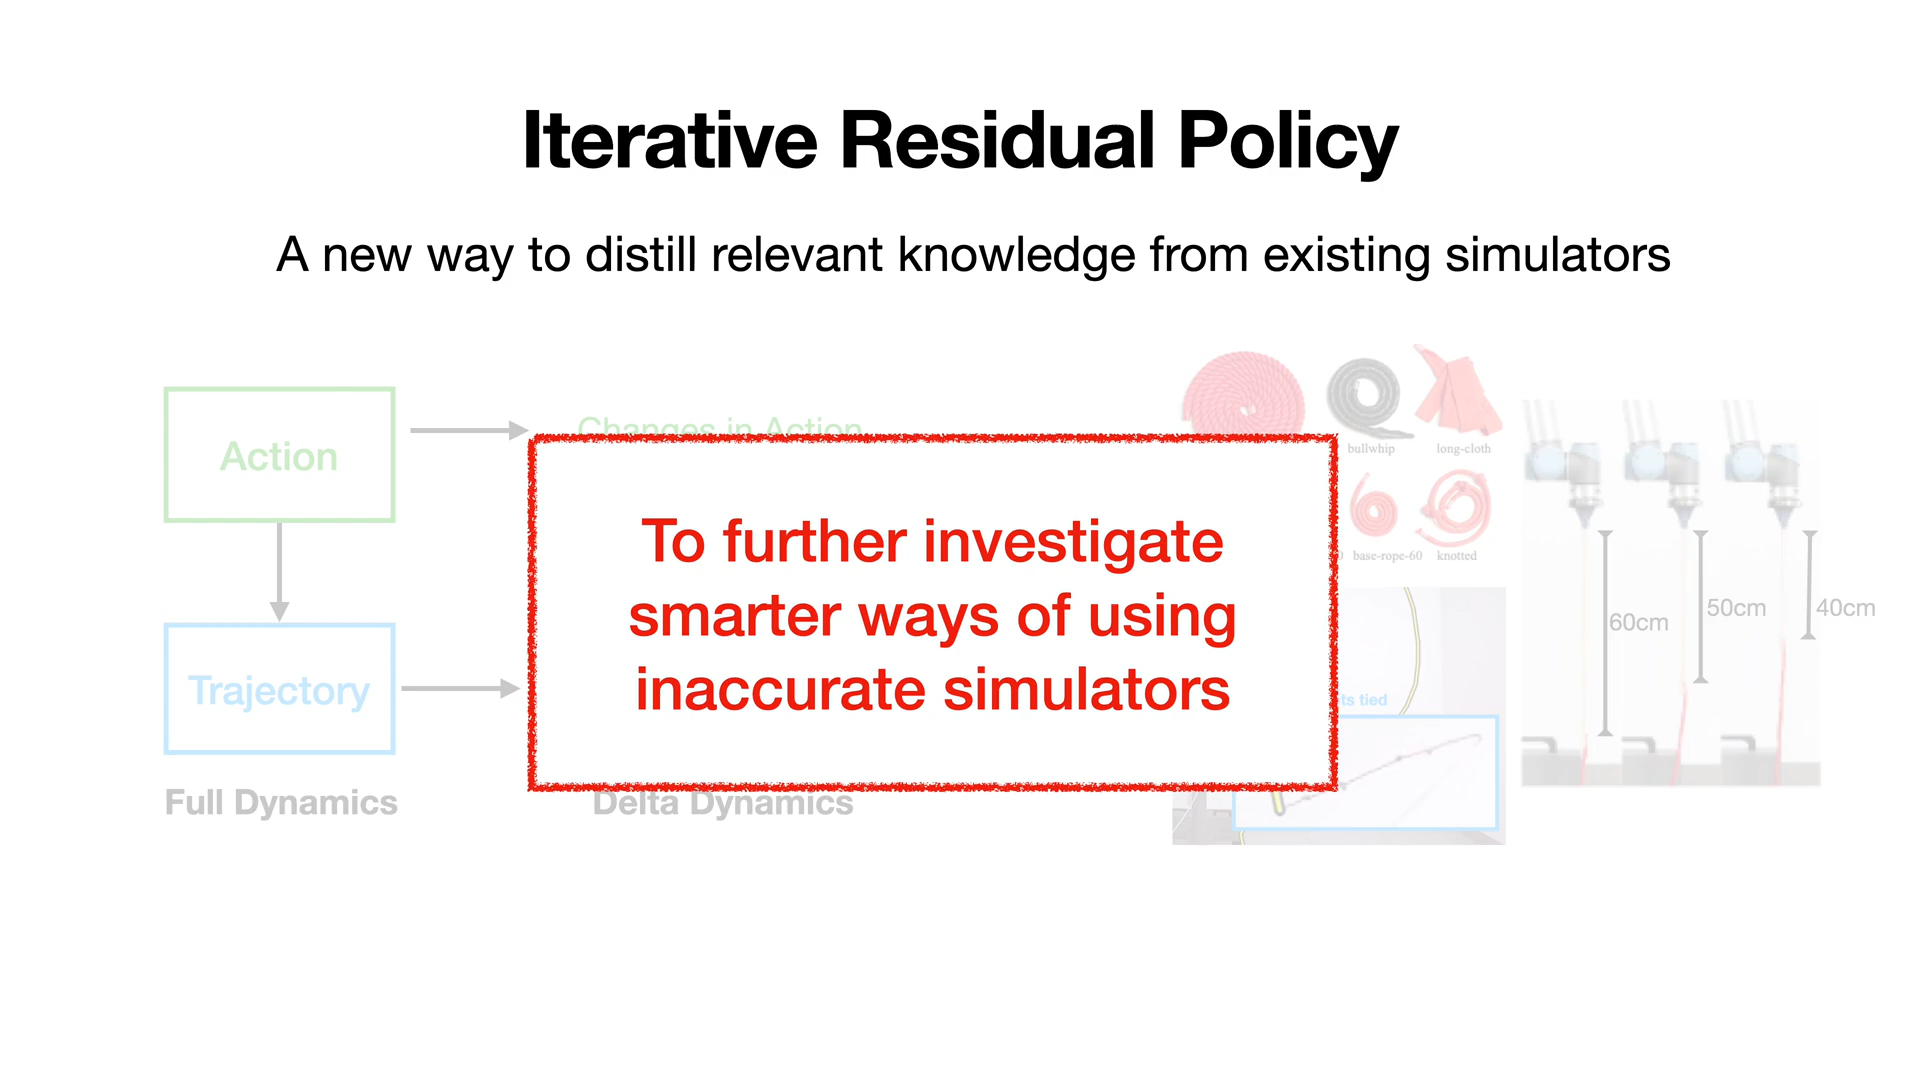 Iterative Residual Policy
A new way to distill relevant knowledge from existing simulators
Action
Changes in Action
Trajectory
Full Dynamics
Delta Dynamics
To further investigate
smarter ways of using
inaccurate simulators
bullwhip
long-cloth
base-rope-60
knotted
tied
60cm
50cm
40cm